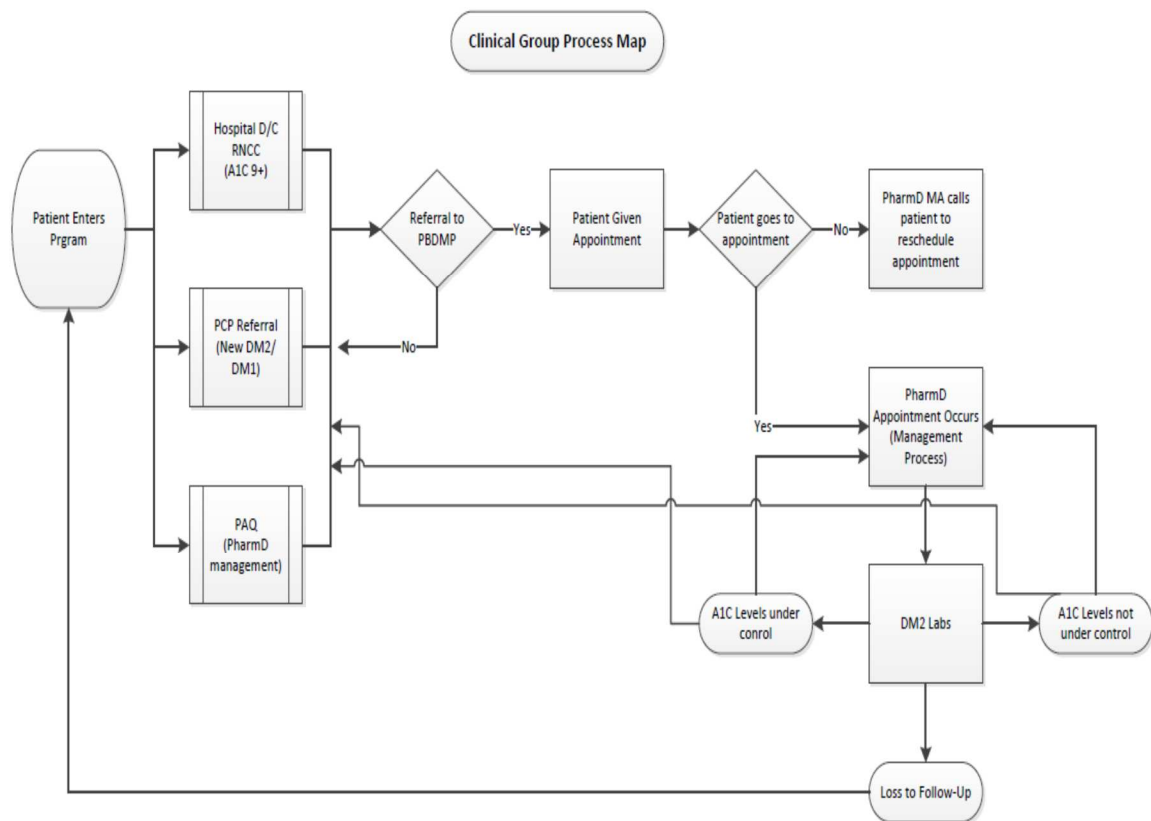 Clinical Group Process Map
Hospital D/C
RNCC
(A1C 9+)
Patient Enters
Prgram
Referral to
PBDMP
Yes
Patient Given
Appointment
Patient goes to
appointment
No
PharmD MA calls
patient to
reschedule
appointment
PCP Referral
(New DM2/
DM1)
No
PharmD
Appointment Occurs
(Management
Process)
Yes
PAQ
(PharmD
management)
A1C Levels under
conrol
DM2 Labs
A1C Levels not
under control
Loss to Follow-Up